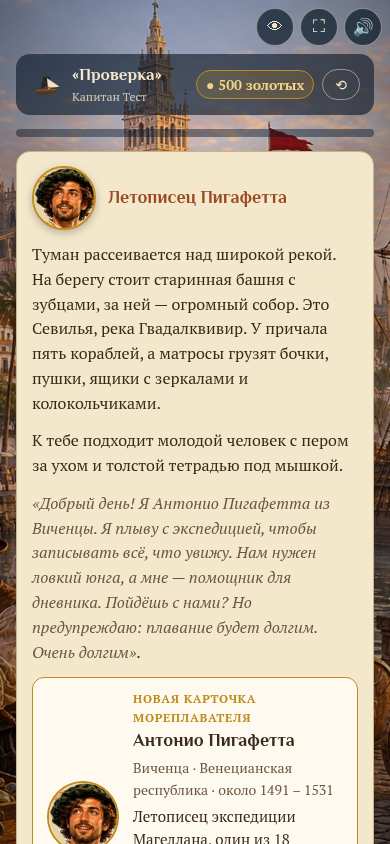 «Проверка»
Капитан Тест
● 500 золотых
Летописец Пигафетта
Туман рассеивается над широкой рекой.
На берегу стоит старинная башня с
зубцами, за ней — огромный собор. Это
Севилья, река Гвадалквивир. У причала
пять кораблей, а матросы грузят бочки,
пушки, ящики с зеркалами и
колокольчиками.
К тебе подходит молодой человек с пером
за ухом и толстой тетрадью под мышкой.
«Добрый день! Я Антонио Пигафетта из
Виченцы. Я плыву с экспедицией, чтобы
записывать всё, что увижу. Нам нужен
ловкий юнга, а мне — помощник для
дневника. Пойдёшь с нами? Но
предупреждаю: плавание будет долгим.
Очень долгим».
НОВАЯ КАРТОЧКА
МОРЕПЛАВАТЕЛЯ
Антонио Пигафетта
Виченца · Венецианская
республика · около 1491 – 1531
Летописец экспедиции
Магеллана, один из 18